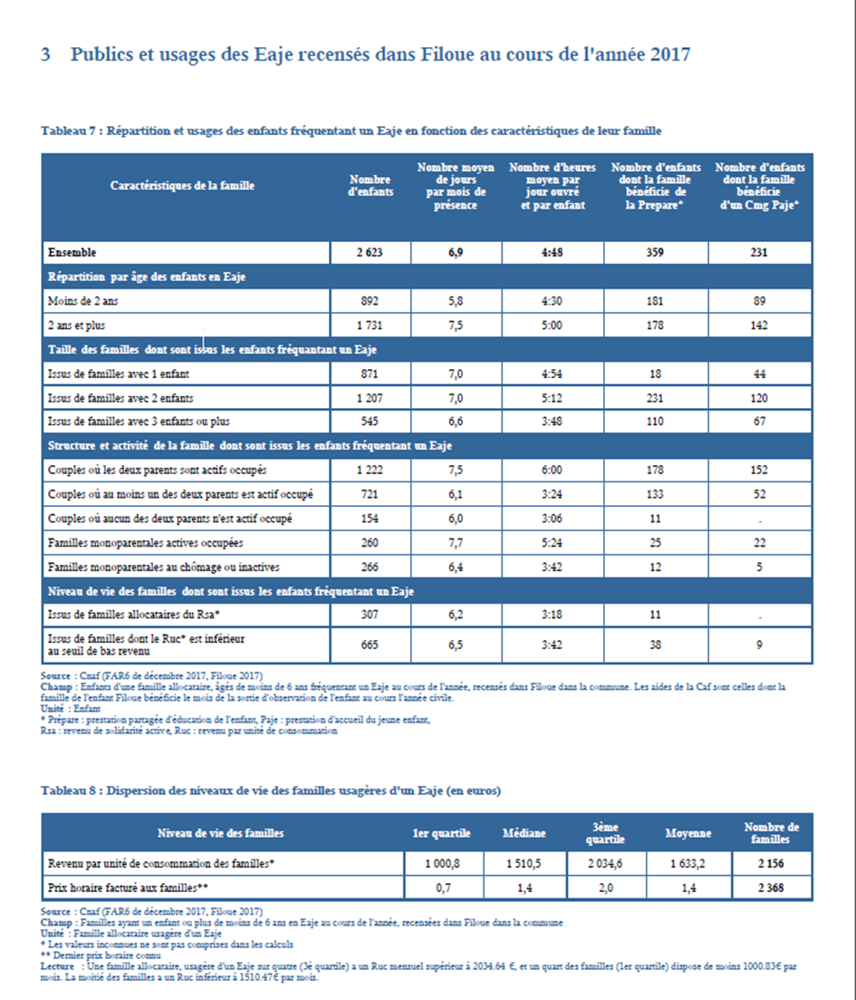 3 Publics et usages des Eaje recensés dans Filoue au cours de l'année 2017
Tableau 7 : Répartition et usages des enfants fréquentant un Eaje en fonction des caractéristiques de leur famille
Caractéristiques de la famille | Nombre d'enfants | Nombre moyen de jours par mois de présence | Nombre d'heures moyen par jour ouvré et par enfant | Nombre d'enfants dont la famille bénéficie de la Prepare* | Nombre d'enfants dont la famille bénéficie d'un Cmg Paje*
Ensemble 2 623 6,9 4:48 359 231
Répartition par âge des enfants en Eaje
Moins de 2 ans 892 5,8 4:30 181 89
2 ans et plus 1 731 7,5 5:00 178 142
Taille des familles dont sont issus les enfants fréquantant un Eaje
Issus de familles avec 1 enfant 871 7,0 4:54 18 44
Issus de familles avec 2 enfants 1 207 7,0 5:12 231 120
Issus de familles avec 3 enfants ou plus 545 6,6 3:48 110 67
Structure et activité de la famille dont sont issus les enfants fréquentant un Eaje
Couples où les deux parents sont actifs occupés 1 222 7,5 6:00 178 152
Couples où au moins un des deux parents est actif occupé 721 6,1 3:24 133 52
Couples où aucun des deux parents n'est actif occupé 154 6,0 3:06 11 .
Familles monoparentales actives occupées 260 7,7 5:24 25 22
Familles monoparentales au chômage ou inactives 266 6,4 3:42 12 5
Niveau de vie des familles dont sont issus les enfants fréquentant un Eaje
Issus de familles allocataires du Rsa* 307 6,2 3:18 11 .
Issus de familles dont le Ruc* est inférieur
au seuil de bas revenu 665 6,5 3:42 38 9
Source : Cnaf (FAR6 de décembre 2017, Filoue 2017)
Champ : Enfants d'une famille allocataire, âgés de moins de 6 ans fréquentant un Eaje au cours de l'année, recensés dans Filoue dans la commune. Les aides de la Caf sont celles dont la
famille de l'enfant Filoue bénéficie le mois de la sortie d'observation de l'enfant au cours l'année civile.
Unité : Enfant
* Prépare : prestation partagée d'éducation de l'enfant, Paje : prestation d'accueil du jeune enfant,
Rsa : revenu de solidarité active, Ruc : revenu par unité de consommation
Tableau 8 : Dispersion des niveaux de vie des familles usagères d'un Eaje (en euros)
Niveau de vie des familles | 1er quartile | Médiane | 3ème quartile | Moyenne | Nombre de familles
Revenu par unité de consommation des familles* 1 000,8 1 510,5 2 034,6 1 633,2 2 156
Prix horaire facturé aux familles** 0,7 1,4 2,0 1,4 2 368
Source : Cnaf (FAR6 de décembre 2017, Filoue 2017)
Champ : Familles ayant un enfant ou plus de moins de 6 ans en Eaje au cours de l'année, recensées dans Filoue dans la commune
Unité : Famille allocataire usagère d'un Eaje
* Les valeurs inconnues ne sont pas comprises dans les calculs
** Dernier prix horaire connu
Lecture : Une famille allocataire, usagère d'un Eaje sur quatre (3è quartile) a un Ruc mensuel supérieur à 2034.64 €, et un quart des familles (1er quartile) dispose de moins 1000.83€ par
mois. La moitié des familles a un Ruc inférieur à 1510.47€ par mois.